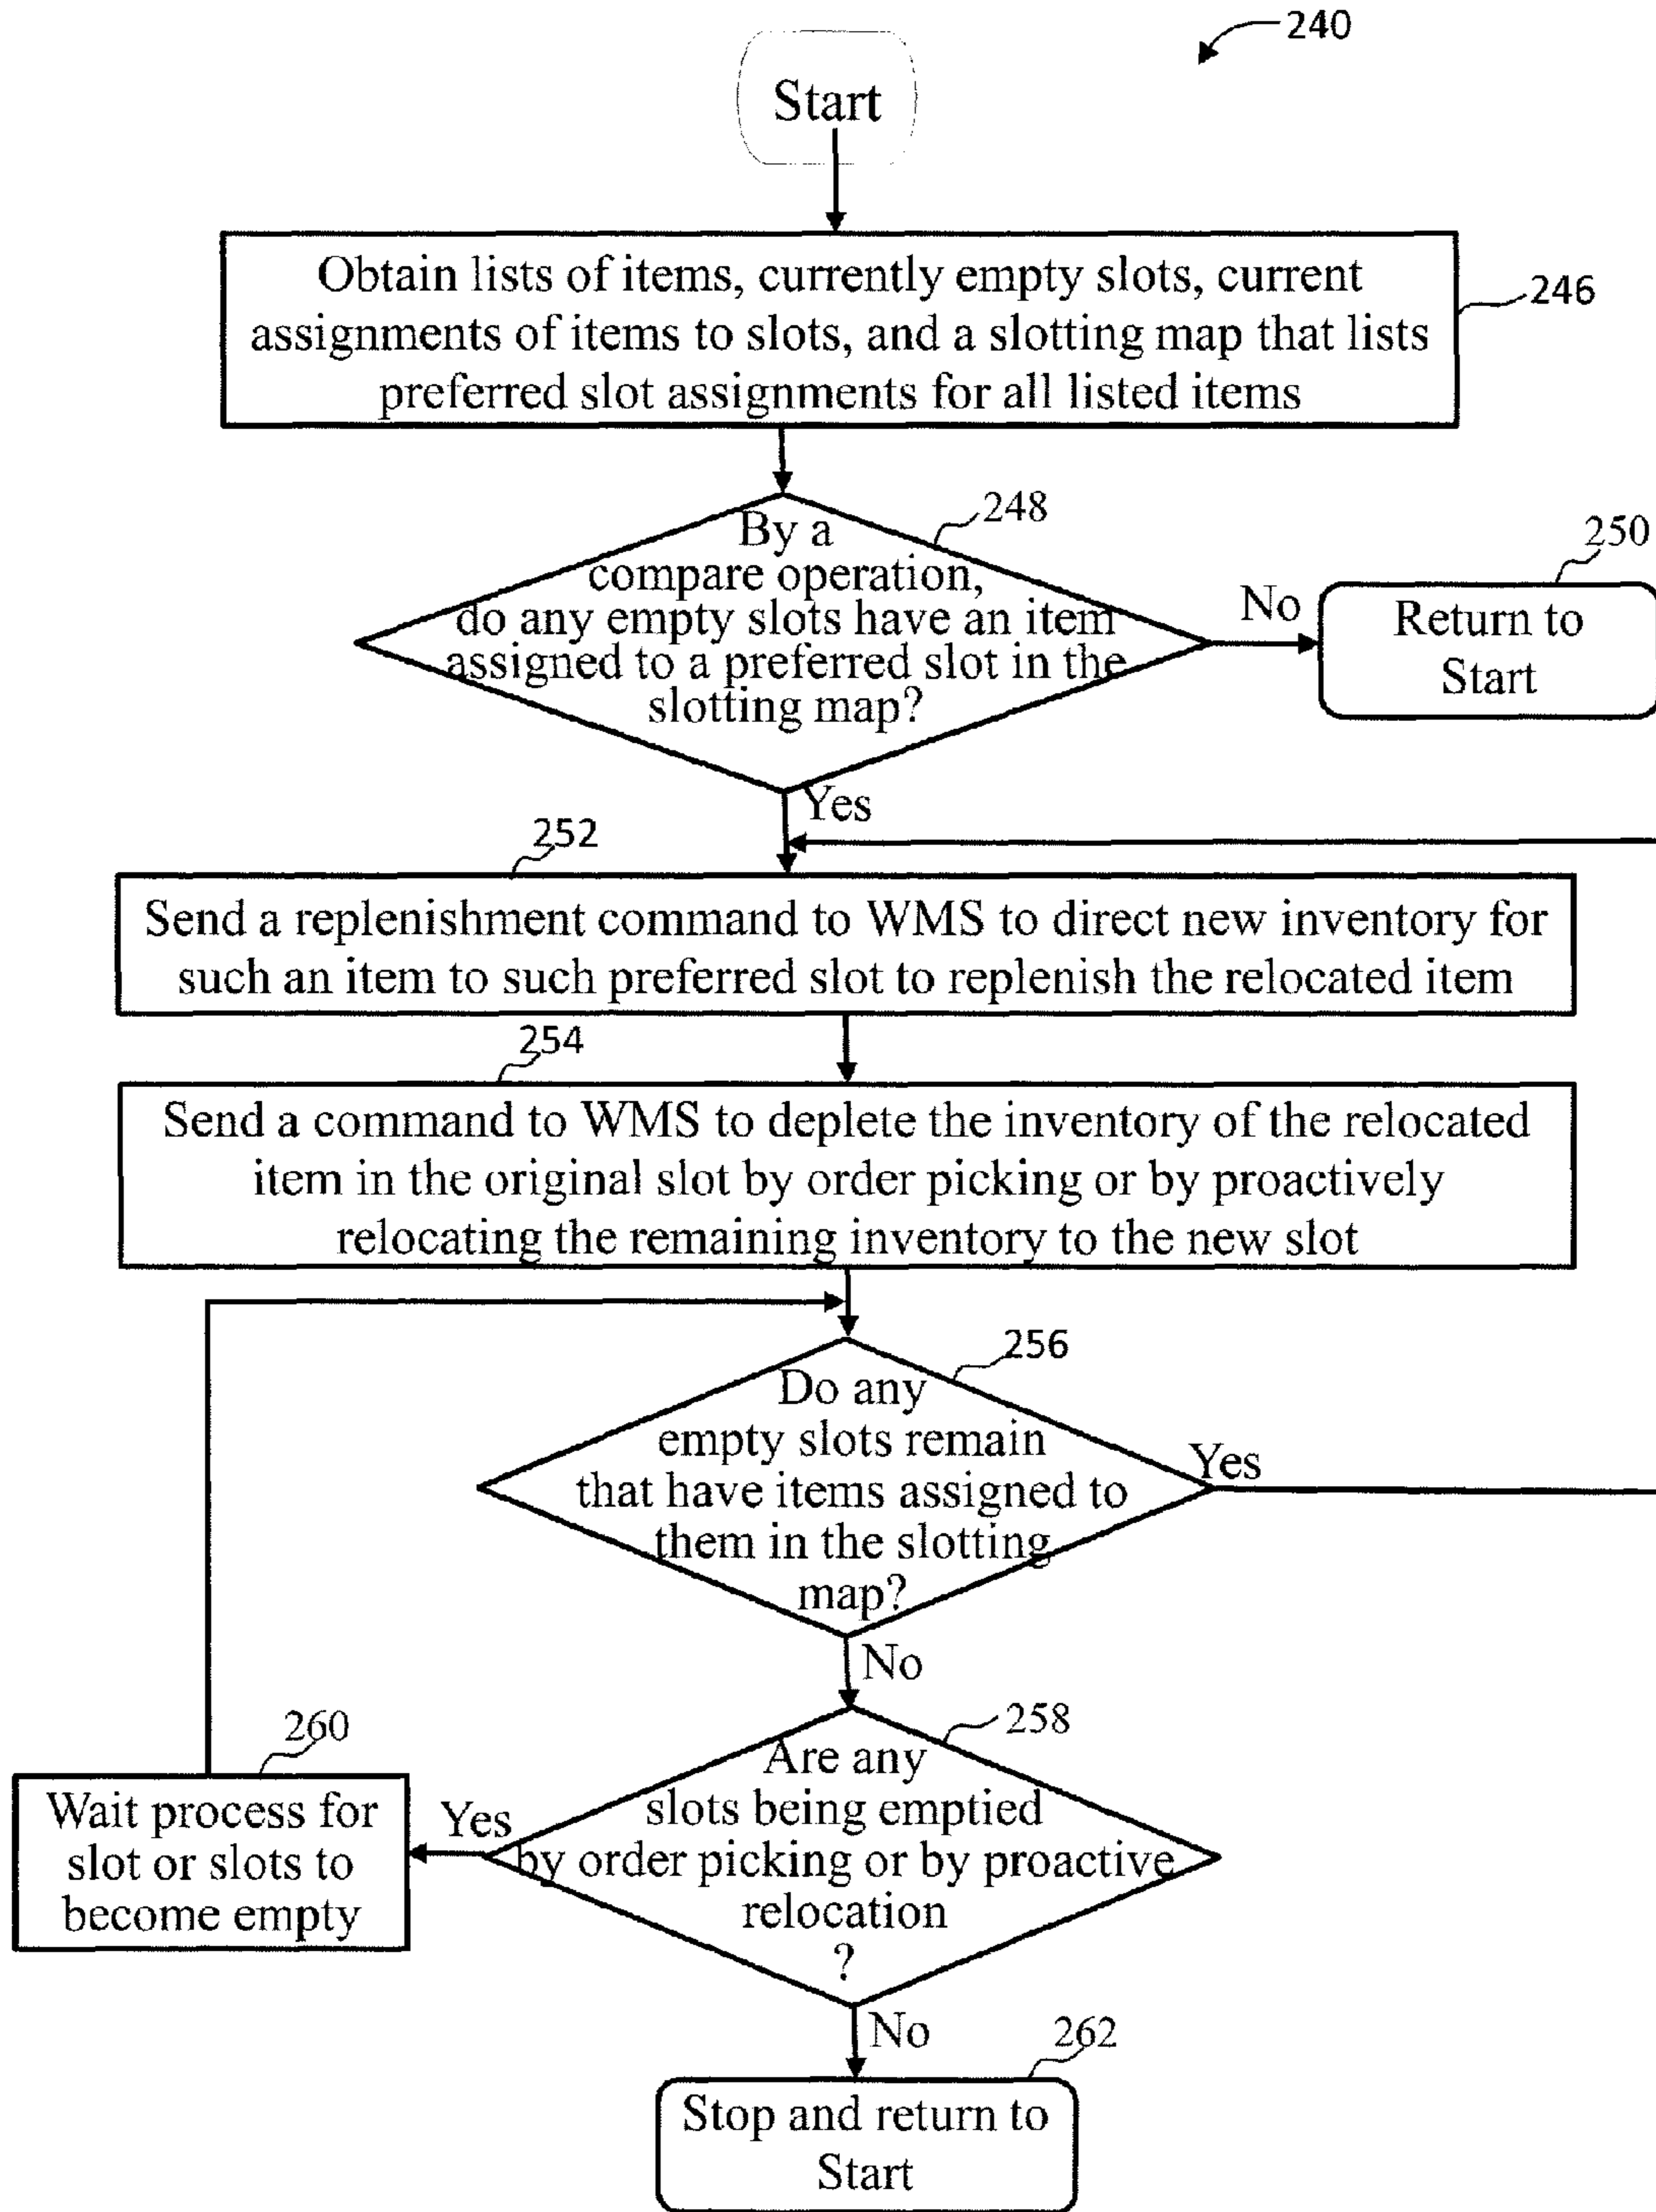 240
Start
Obtain lists of items, currently empty slots, current
assignments of items to slots, and a slotting map that lists
preferred slot assignments for all listed items
246
By a
compare operation,
do any empty slots have an item
assigned to a preferred slot in the
slotting map?
248
No
250
Return to
Start
Yes
252
Send a replenishment command to WMS to direct new inventory for
such an item to such preferred slot to replenish the relocated item
254
Send a command to WMS to deplete the inventory of the relocated
item in the original slot by order picking or by proactively
relocating the remaining inventory to the new slot
256
Do any
empty slots remain
that have items assigned to
them in the slotting
map?
Yes
No
258
Are any
slots being emptied
by order picking or by proactive
relocation
?
Yes
260
Wait process for
slot or slots to
become empty
No
262
Stop and return to
Start